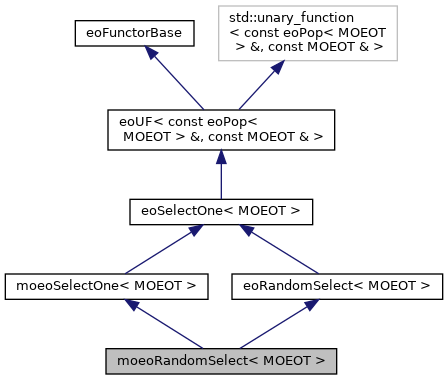 std::unary_function
< const eoPop< MOEOT
> &, const MOEOT & >
eoFunctorBase
eoUF< const eoPop<
MOEOT > &, const MOEOT & >
eoSelectOne< MOEOT >
moeoSelectOne< MOEOT >
eoRandomSelect< MOEOT >
moeoRandomSelect< MOEOT >